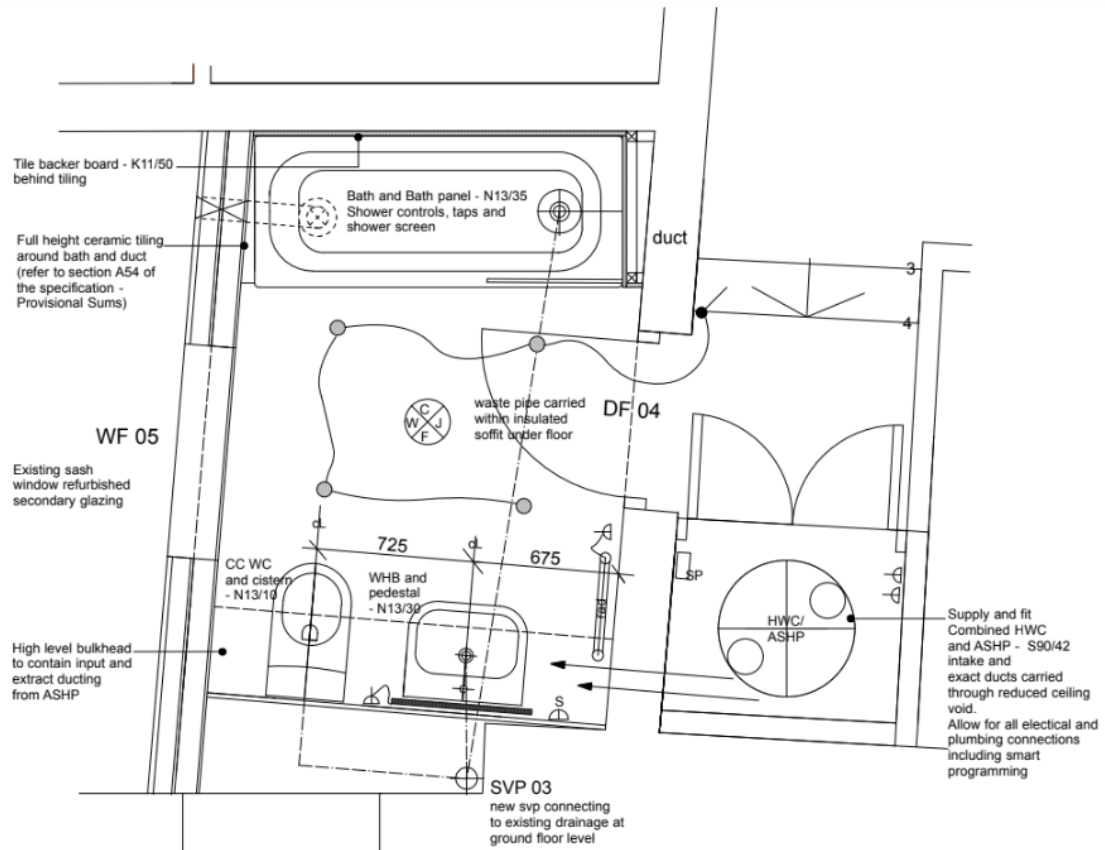 Tile backer board - K11/50
behind tiling
Bath and Bath panel - N13/35
Shower controls, taps and
shower screen
Full height ceramic tiling
around bath and duct
(refer to section A54 of
the specification -
Provisional Sums)
duct
3
4
C
W J
F
waste pipe carried
within insulated
soffit under floor
DF 04
WF 05
Existing sash
window refurbished
secondary glazing
cL
cL
725
675
CC WC
and cistern
- N13/10
WHB and
pedestal
- N13/30
rad
SP
HWC/
ASHP
High level bulkhead
to contain input and
extract ducting
from ASHP
S
Supply and fit
Combined HWC
and ASHP - S90/42
intake and
exact ducts carried
through reduced ceiling
void.
Allow for all electical and
plumbing connections
including smart
programming
SVP 03
new svp connecting
to existing drainage at
ground floor level